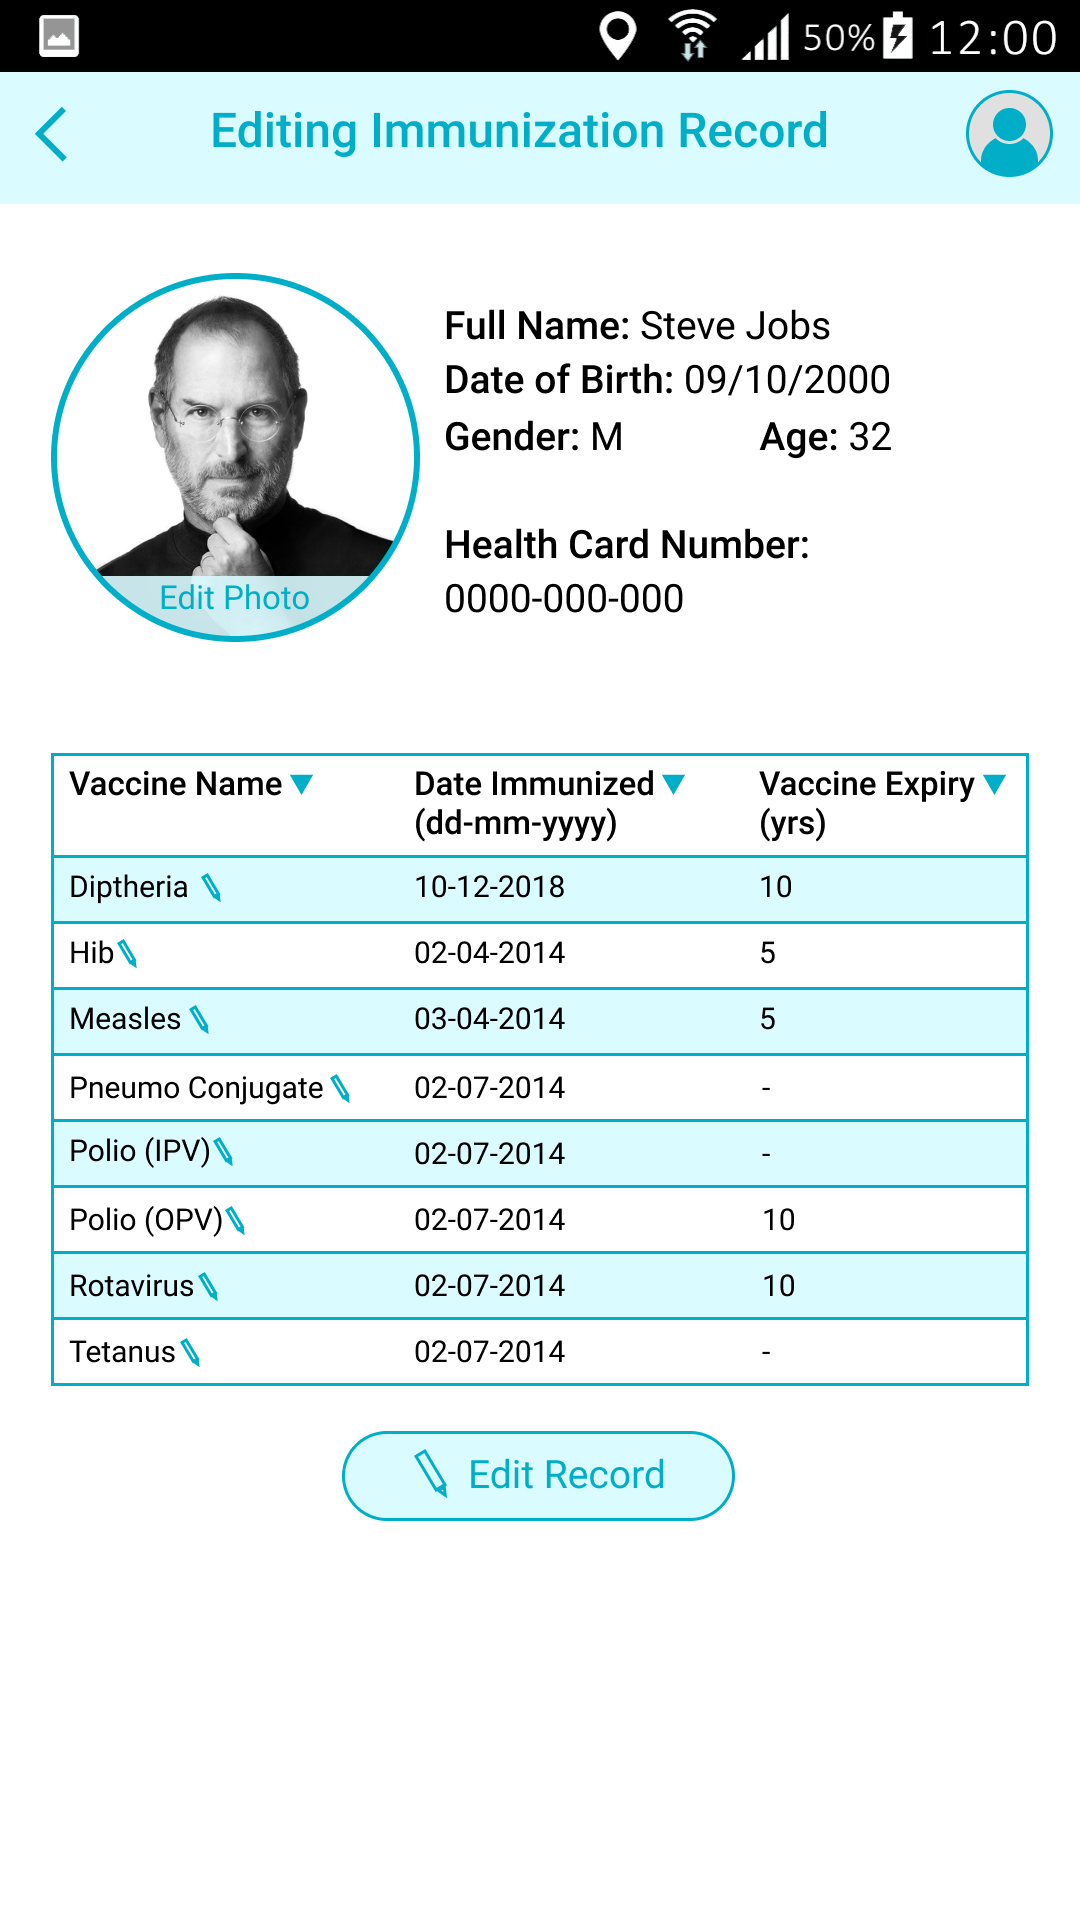 50% 12:00
Editing Immunization Record
Full Name: Steve Jobs
Date of Birth: 09/10/2000
Gender: M Age: 32
Health Card Number:
0000-000-000
Edit Photo
Vaccine Name Date Immunized Vaccine Expiry
(dd-mm-yyyy) (yrs)
Diptheria 10-12-2018 10
Hib 02-04-2014 5
Measles 03-04-2014 5
Pneumo Conjugate 02-07-2014 -
Polio (IPV) 02-07-2014 -
Polio (OPV) 02-07-2014 10
Rotavirus 02-07-2014 10
Tetanus 02-07-2014 -
Edit Record